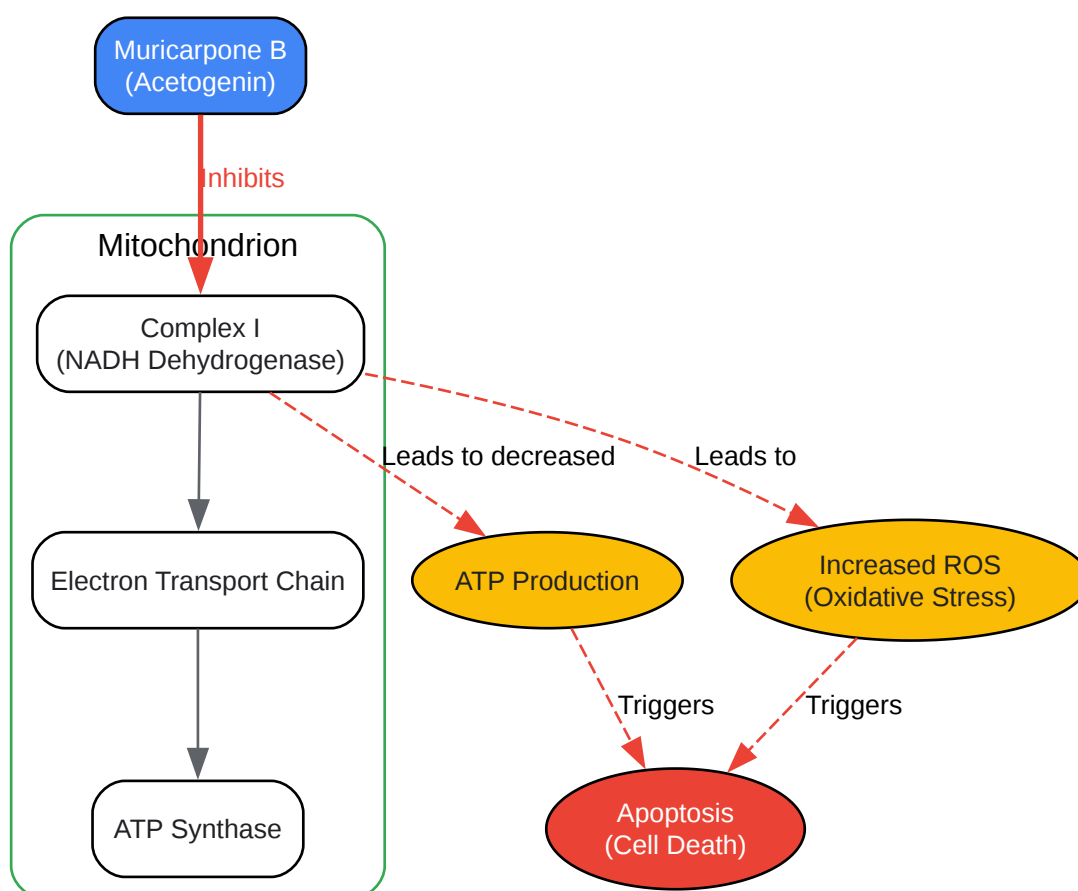 Muricarpone B
(Acetogenin)
Inhibits
Mitochondrion
Complex I
(NADH Dehydrogenase)
Leads to decreased
Leads to
Electron Transport Chain
ATP Production
Increased ROS
(Oxidative Stress)
Triggers
Triggers
ATP Synthase
Apoptosis
(Cell Death)